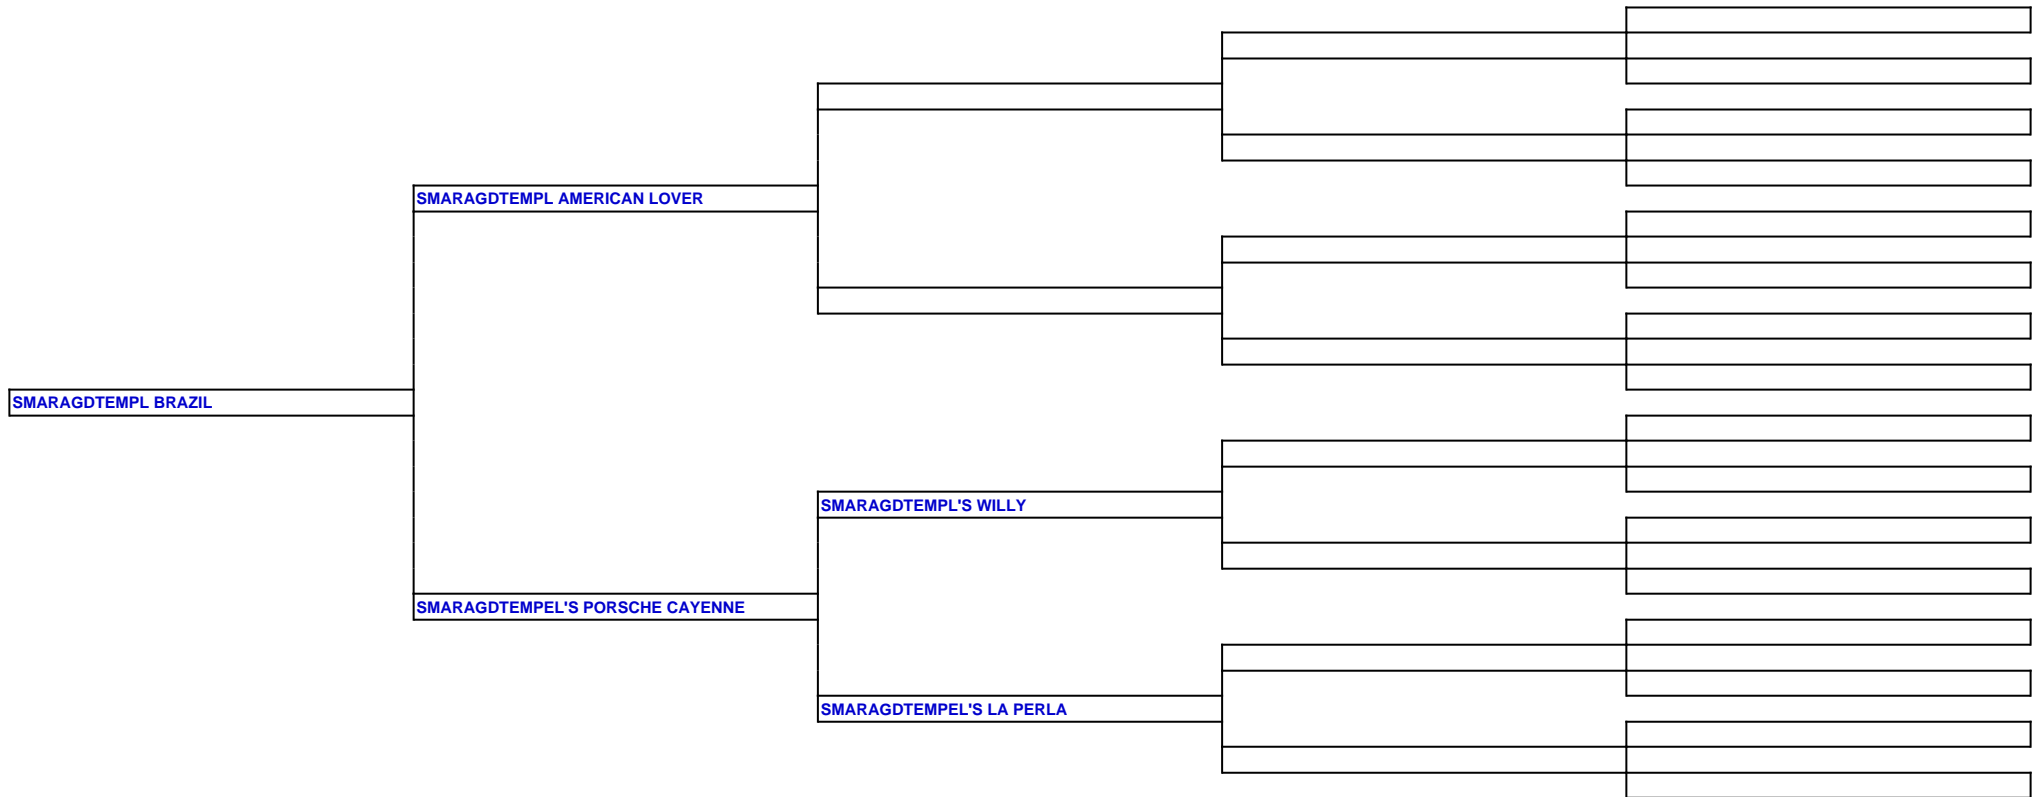 SMARAGDTEMPL AMERICAN LOVER
SMARAGDTEMPL BRAZIL
SMARAGDTEMPL'S WILLY
SMARAGDTEMPEL'S PORSCHE CAYENNE
SMARAGDTEMPEL'S LA PERLA